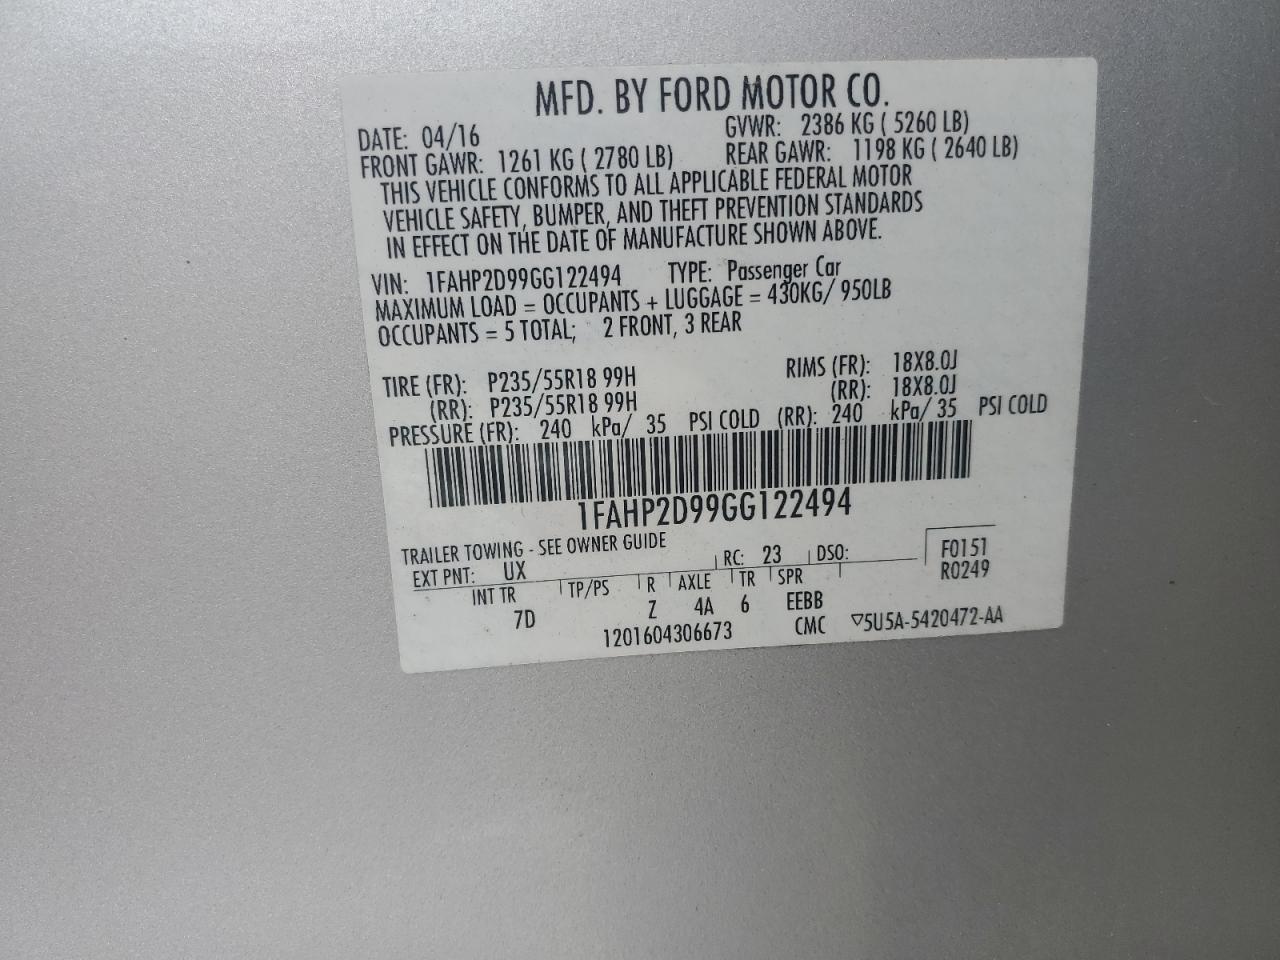 MFD. BY FORD MOTOR CO.
DATE: 04/16 GVWR: 2386 KG ( 5260 LB)
FRONT GAWR: 1261 KG ( 2780 LB) REAR GAWR: 1198 KG ( 2640 LB)
THIS VEHICLE CONFORMS TO ALL APPLICABLE FEDERAL MOTOR
VEHICLE SAFETY, BUMPER, AND THEFT PREVENTION STANDARDS
IN EFFECT ON THE DATE OF MANUFACTURE SHOWN ABOVE.
VIN: 1FAHP2D99GG122494 TYPE: Passenger Car
MAXIMUM LOAD = OCCUPANTS + LUGGAGE = 430KG/ 950LB
OCCUPANTS = 5 TOTAL; 2 FRONT, 3 REAR
TIRE (FR): P235/55R18 99H RIMS (FR): 18X8.0J
(RR): P235/55R18 99H (RR): 18X8.0J
PRESSURE (FR): 240 kPa/ 35 PSI COLD (RR): 240 kPa/ 35 PSI COLD
1FAHP2D99GG122494
TRAILER TOWING - SEE OWNER GUIDE
EXT PNT: UX RC: 23 DSO: F0151
R0249
INT TR TP/PS R AXLE TR SPR
7D Z 4A 6 EEBB
1201604306673 CMC ▽5U5A-5420472-AA